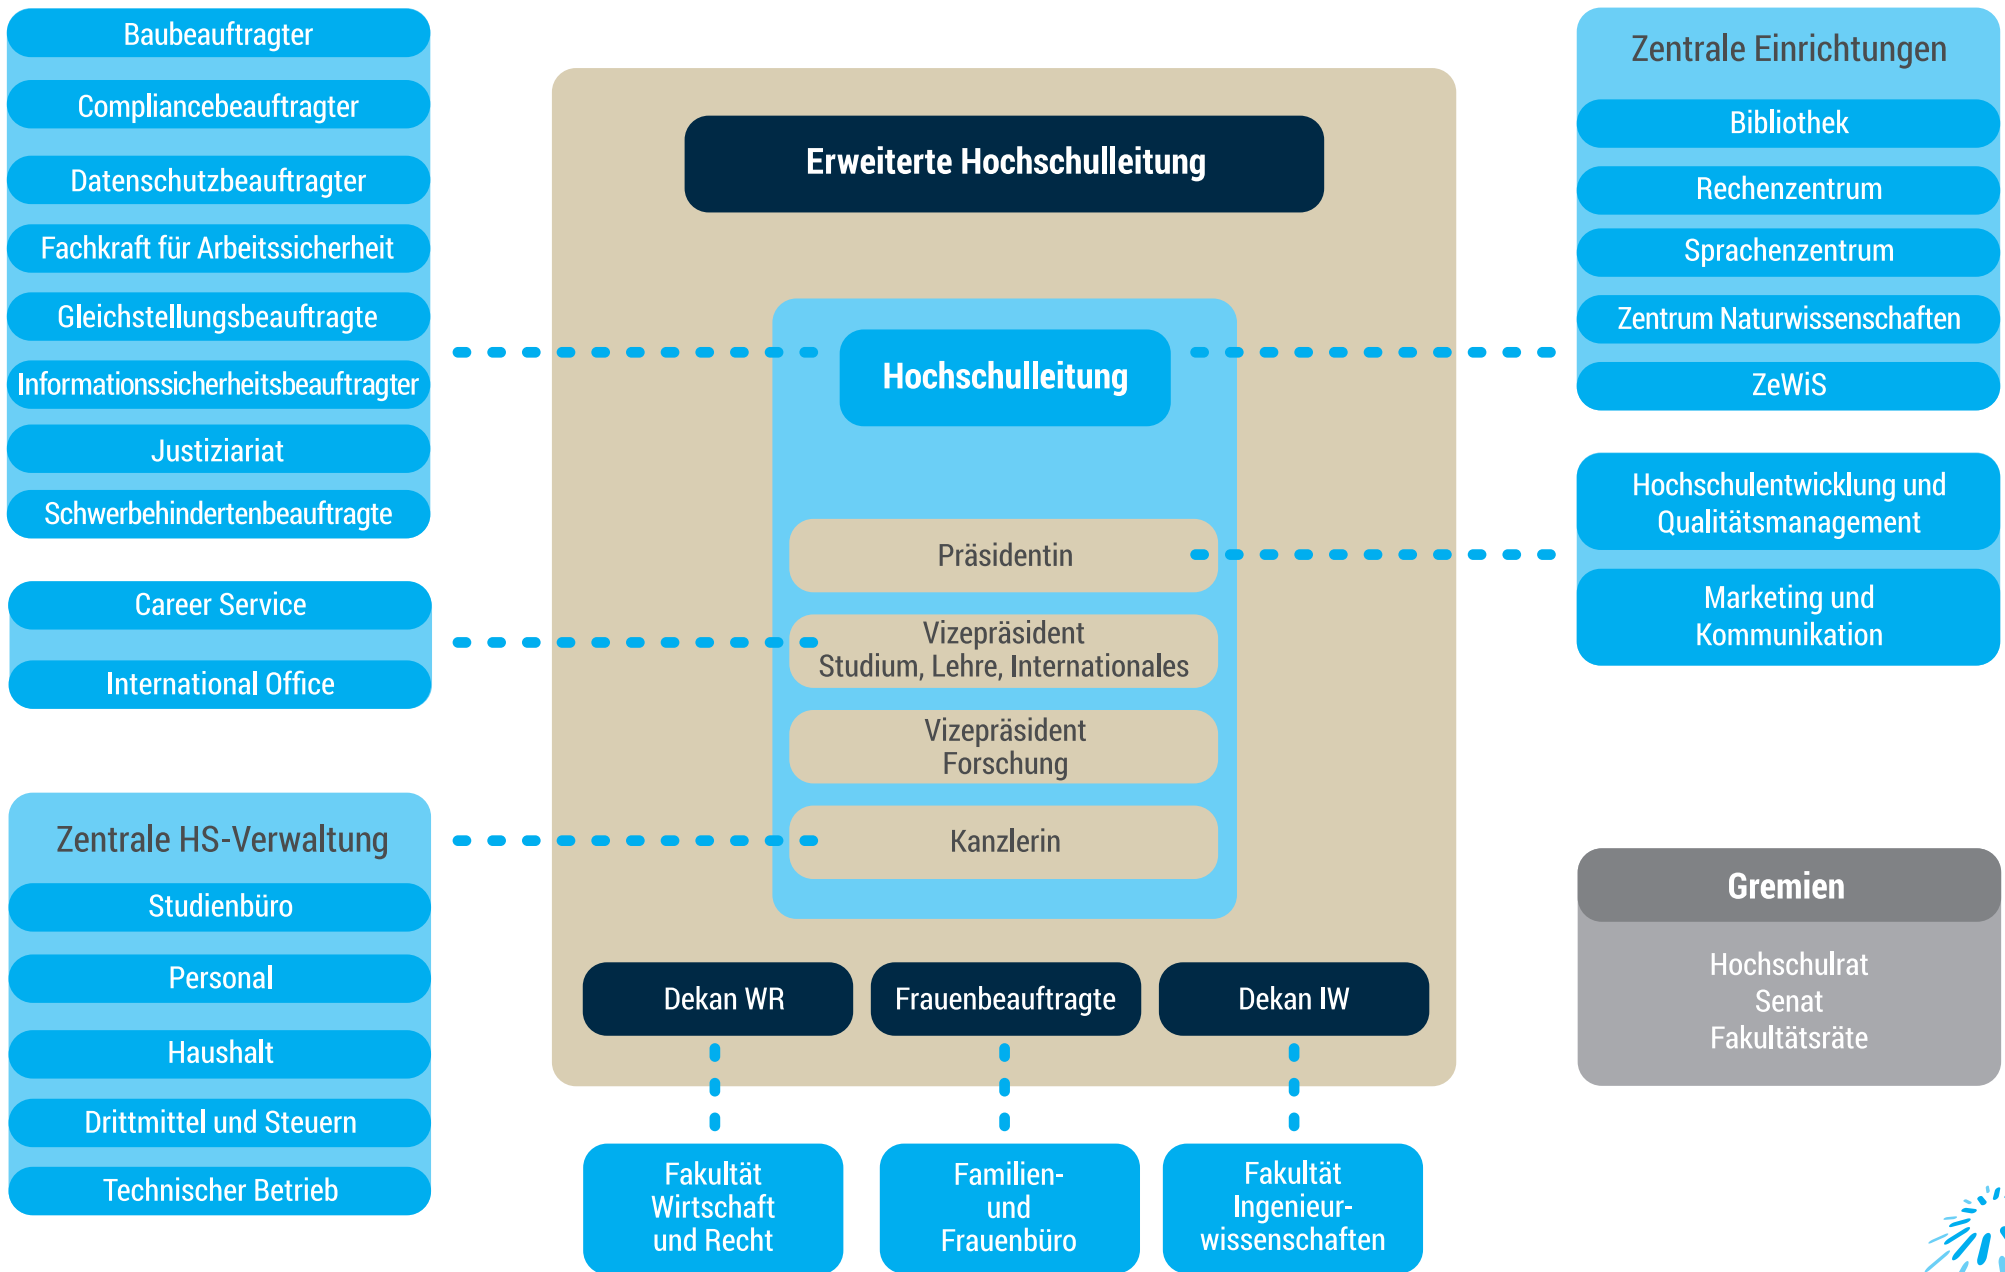 Baubeauftragter
Compliancebeauftragter
Datenschutzbeauftragter
Fachkraft für Arbeitssicherheit
Gleichstellungsbeauftragte
Informationssicherheitsbeauftragter
Justiziariat
Schwerbehindertenbeauftragte
Career Service
International Office
Zentrale HS-Verwaltung
Studienbüro
Personal
Haushalt
Drittmittel und Steuern
Technischer Betrieb
Erweiterte Hochschulleitung
Hochschulleitung
Präsidentin
Vizepräsident
Studium, Lehre, Internationales
Vizepräsident
Forschung
Kanzlerin
Dekan WR
Frauenbeauftragte
Dekan IW
Fakultät
Wirtschaft
und Recht
Familien-
und
Frauenbüro
Fakultät
Ingenieur-
wissenschaften
Zentrale Einrichtungen
Bibliothek
Rechenzentrum
Sprachenzentrum
Zentrum Naturwissenschaften
ZeWiS
Hochschulentwicklung und
Qualitätsmanagement
Marketing und
Kommunikation
Gremien
Hochschulrat
Senat
Fakultätsräte